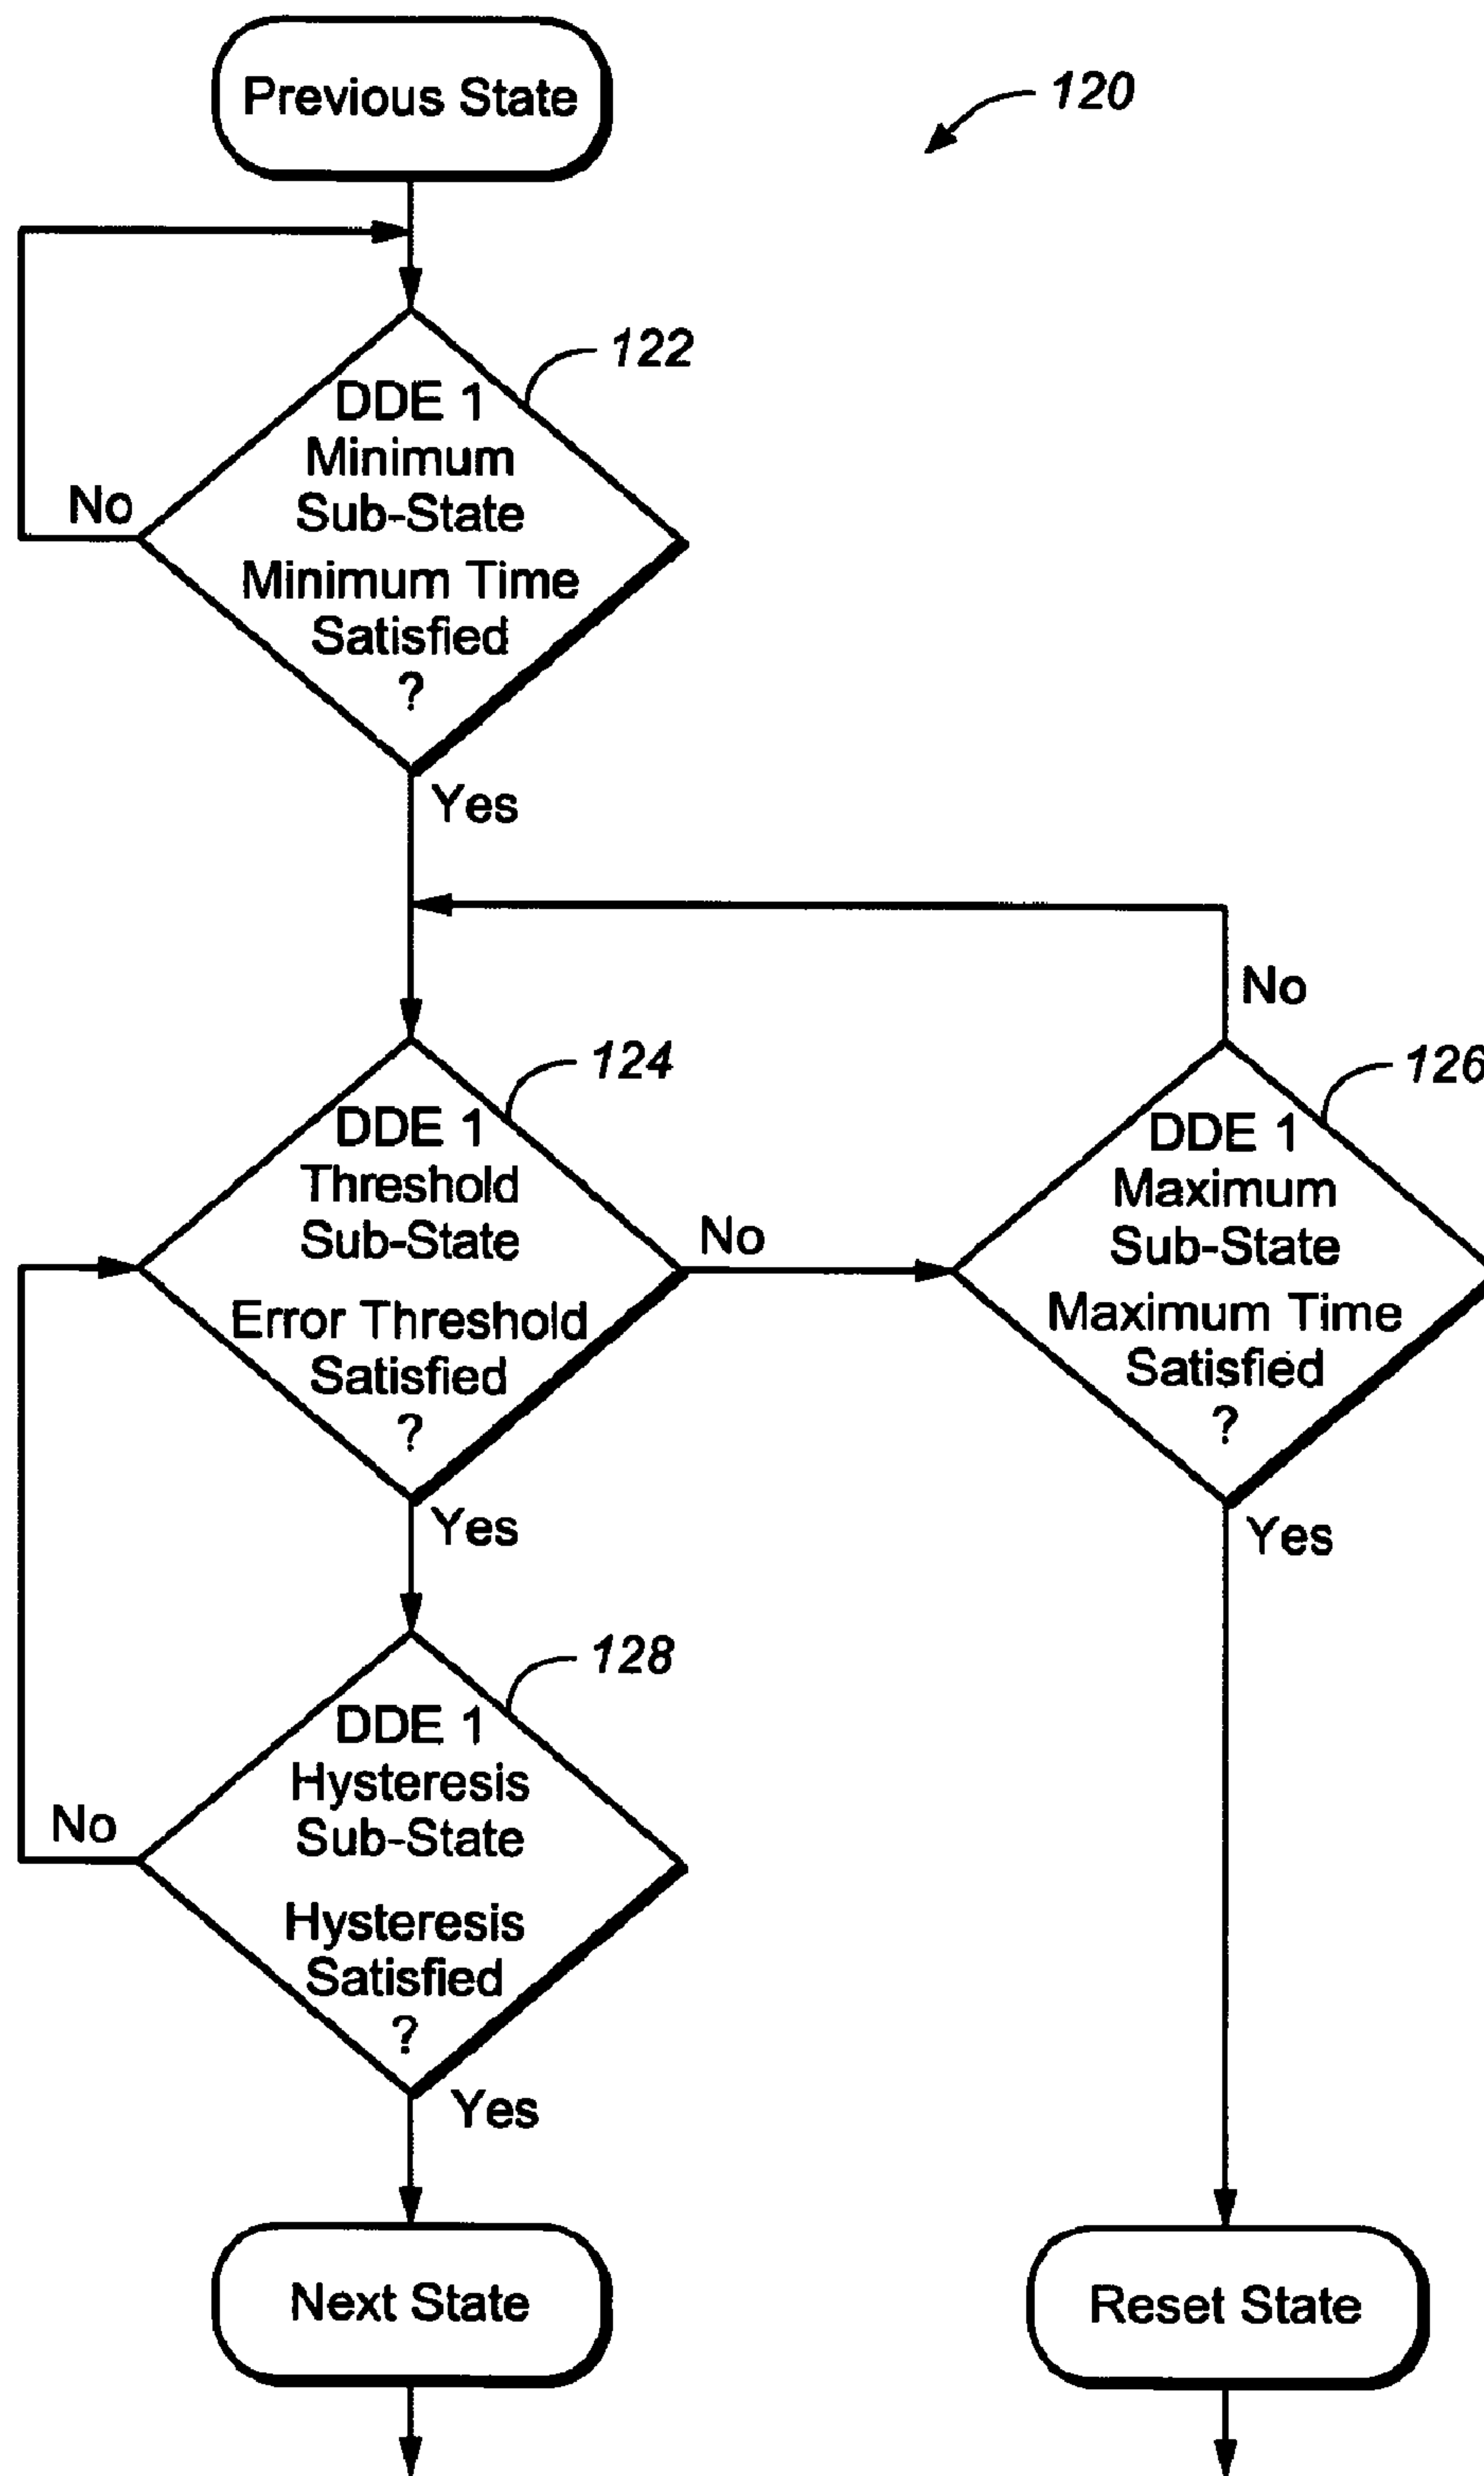 Previous State
120
122
DDE 1
Minimum
Sub-State
Minimum Time
Satisfied
?
No
Yes
No
124
DDE 1
Threshold
Sub-State
Error Threshold
Satisfied
?
No
Yes
126
DDE 1
Maximum
Sub-State
Maximum Time
Satisfied
?
Yes
128
DDE 1
Hysteresis
Sub-State
Hysteresis
Satisfied
?
No
Yes
Next State
Reset State